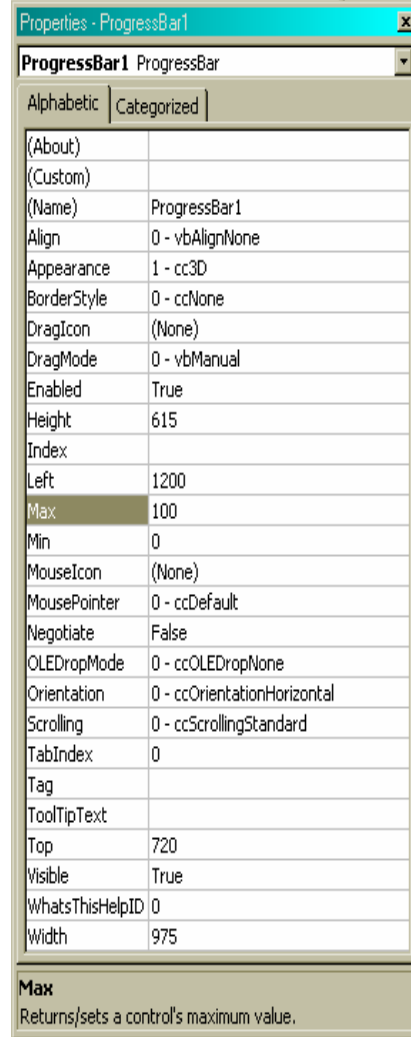 Properties - ProgressBar1
ProgressBar1 ProgressBar
Alphabetic Categorized
(About)
(Custom)
(Name) ProgressBar1
Align 0 - vbAlignNone
Appearance 1 - cc3D
BorderStyle 0 - ccNone
DragIcon (None)
DragMode 0 - vbManual
Enabled True
Height 615
Index
Left 1200
Max 100
Min 0
MouseIcon (None)
MousePointer 0 - ccDefault
Negotiate False
OLEDropMode 0 - ccOLEDropNone
Orientation 0 - ccOrientationHorizontal
Scrolling 0 - ccScrollingStandard
TabIndex 0
Tag
ToolTipText
Top 720
Visible True
WhatsThisHelpID 0
Width 975
Max
Returns/sets a control's maximum value.